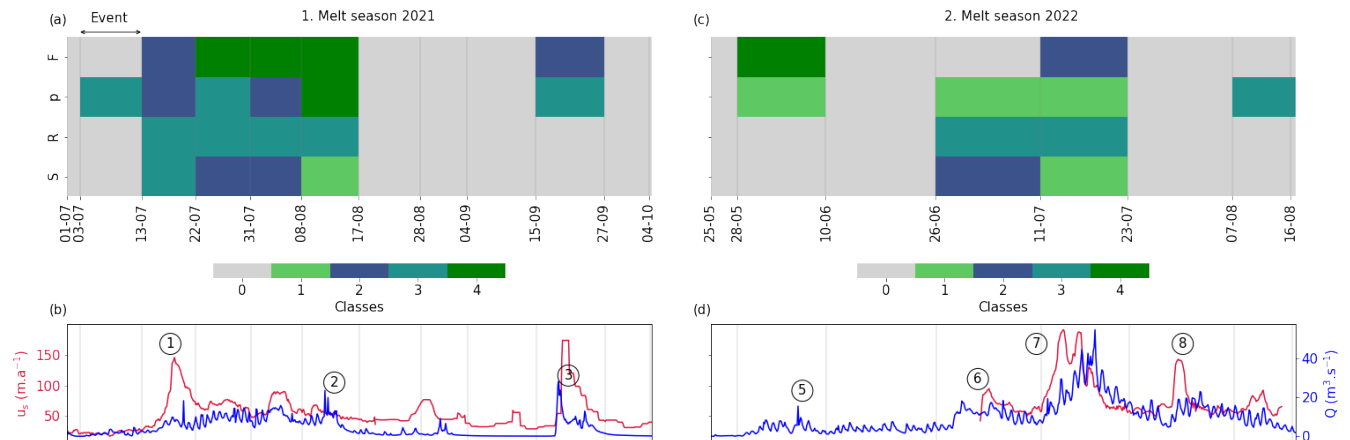 (a)
Event
1. Melt season 2021
(c)
2. Melt season 2022
F
p
R
S
01-07
03-07
13-07
22-07
31-07
08-08
17-08
28-08
04-09
15-09
27-09
04-10
25-05
28-05
10-06
26-06
11-07
23-07
07-08
16-08
0 1 2 3 4
Classes
0 1 2 3 4
Classes
(b)
(d)
u_s (m.a⁻¹)
150
100
50
1
2
3
5
6
7
8
40
20
0
Q (m³.s⁻¹)